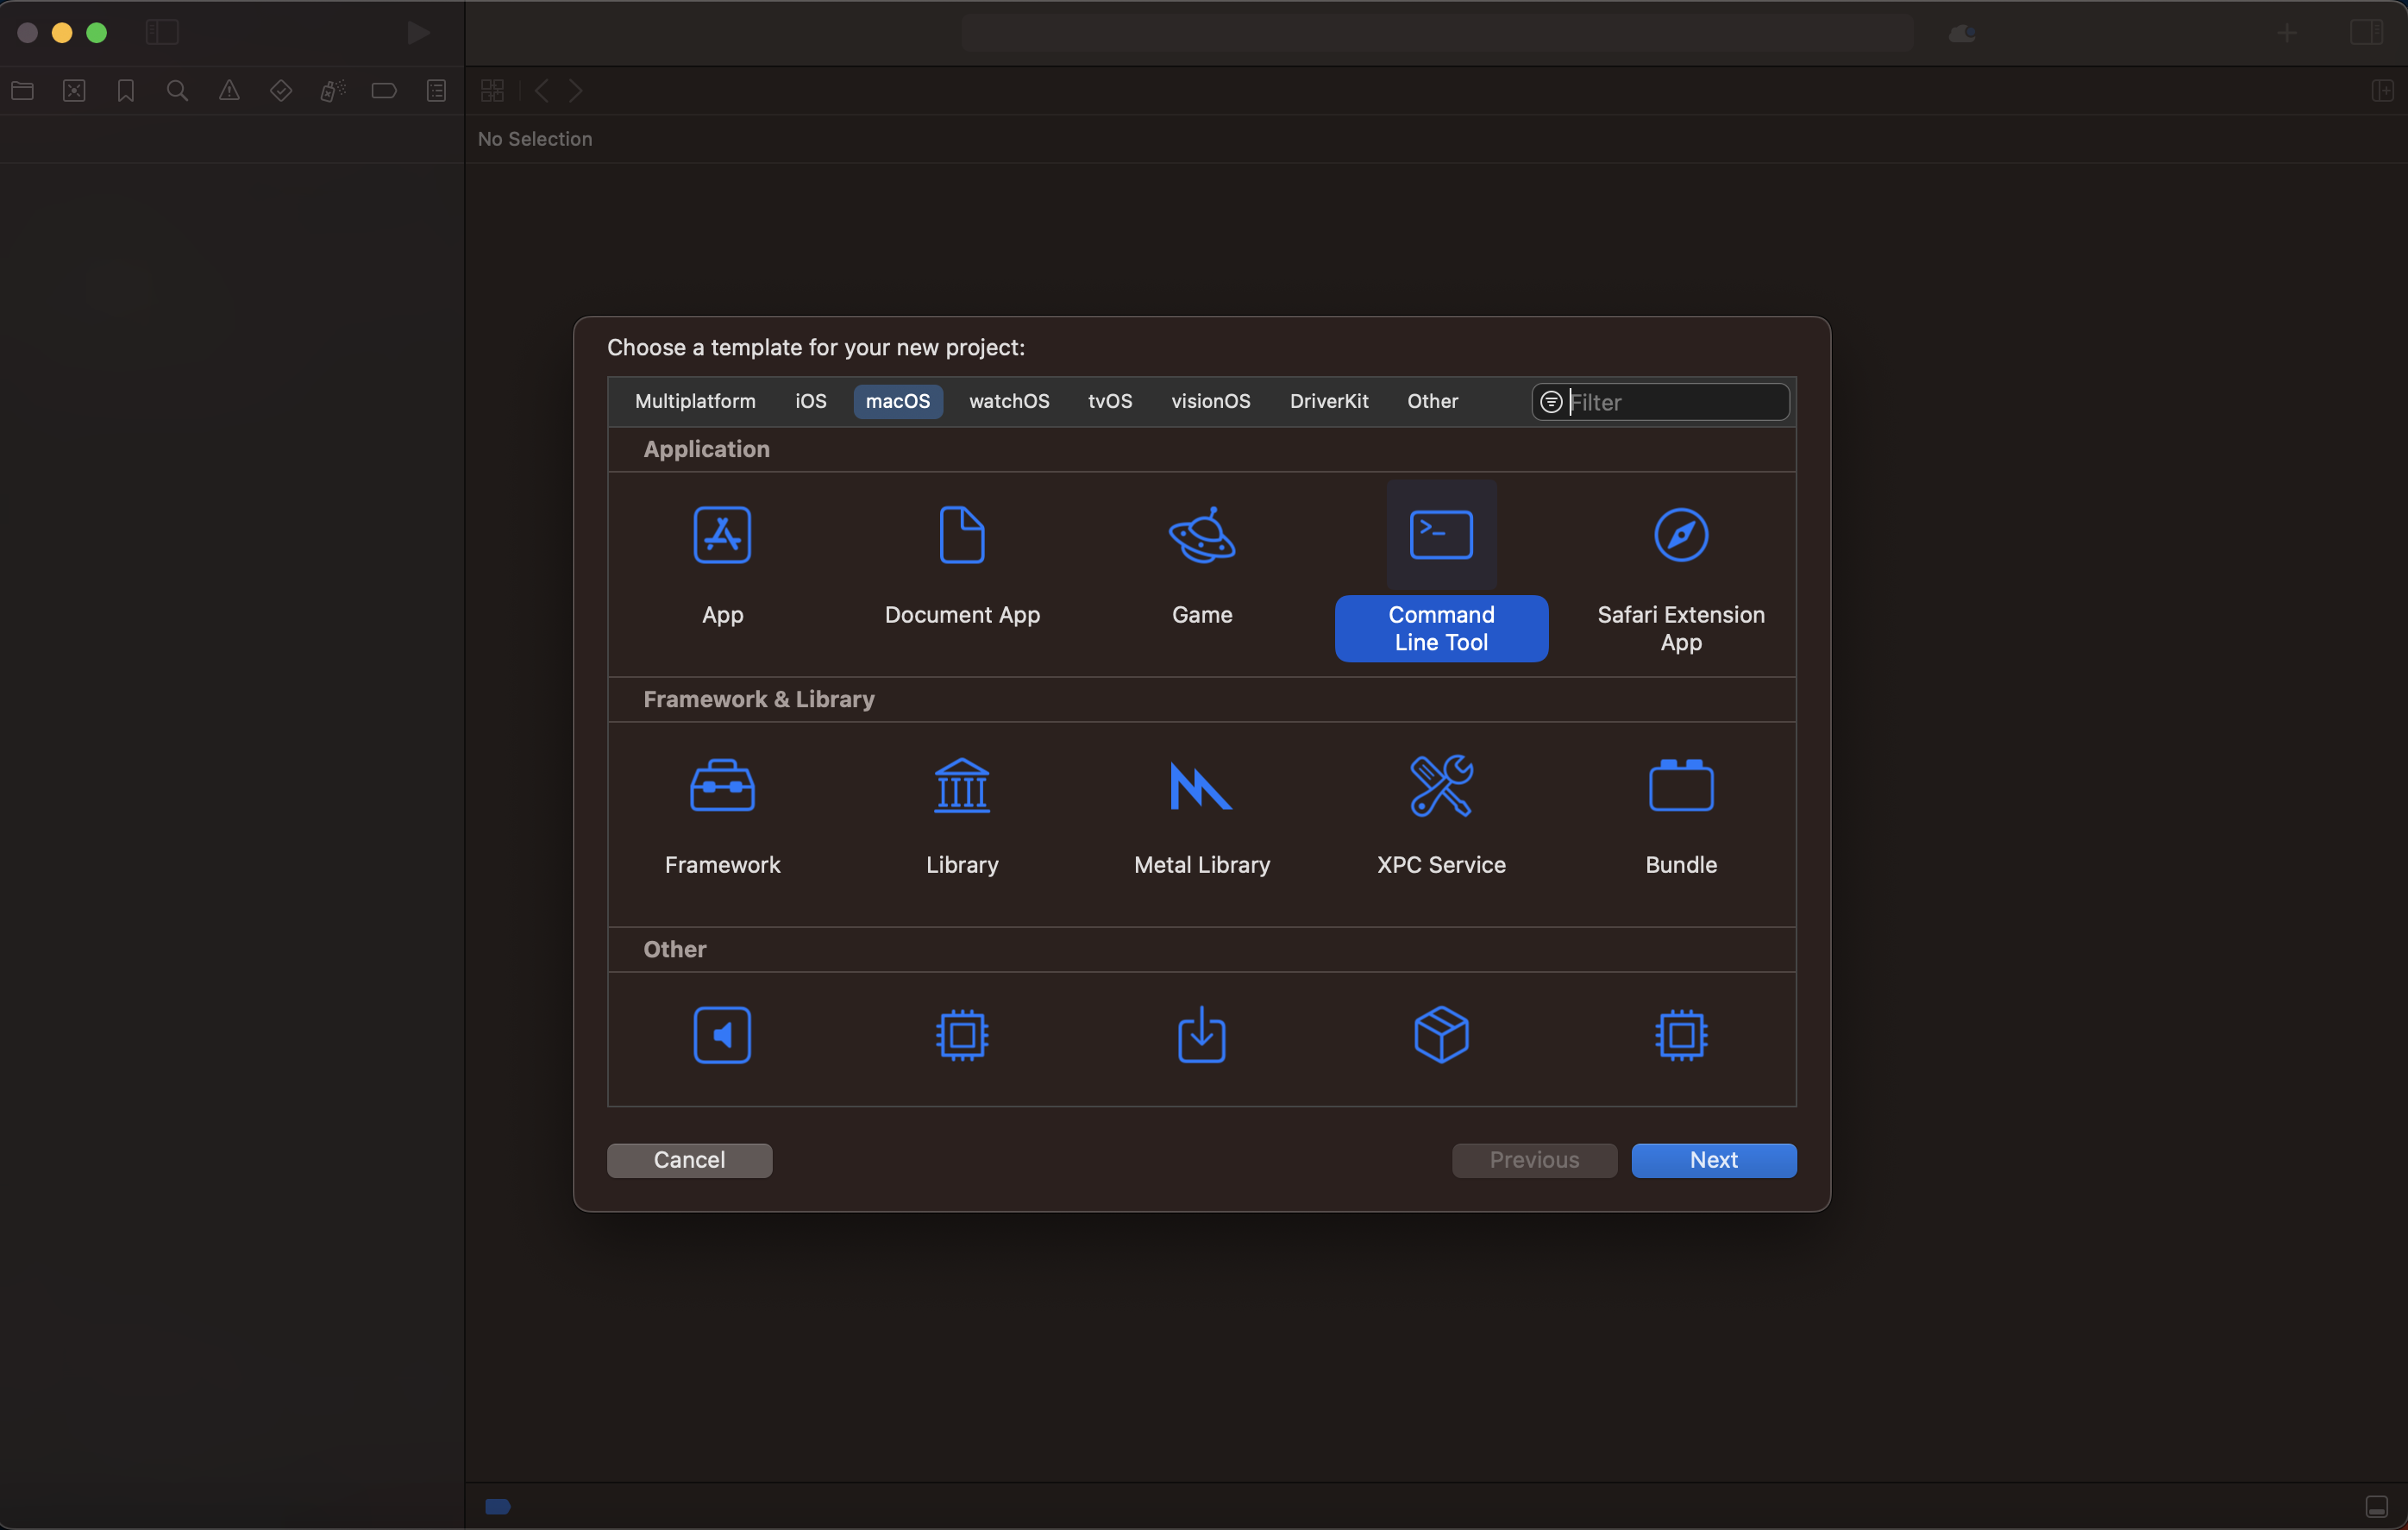 No Selection
Choose a template for your new project:
Multiplatform iOS macOS watchOS tvOS visionOS DriverKit Other Filter
Application
App Document App Game Command Line Tool Safari Extension App
Framework & Library
Framework Library Metal Library XPC Service Bundle
Other
Cancel Previous Next